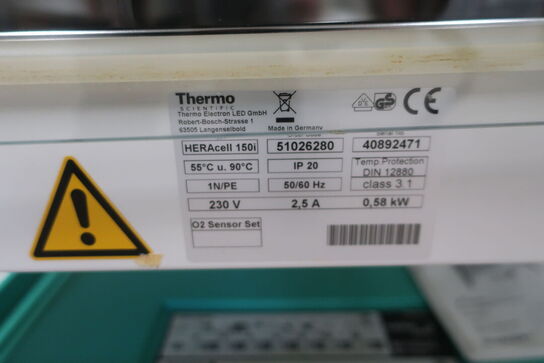 Thermo
SCIENTIFIC
Thermo Electron LED GmbH
Robert-Bosch-Strasse 1
63505 Langenselbold
Made in Germany
GS
CE
Serial No
HERAcell 150i 51026280 40892471
55°C u. 90°C IP 20 Temp.Protection
DIN 12880
1N/PE 50/60 Hz class 3.1
230 V 2,5 A 0,58 kW
O2 Sensor Set